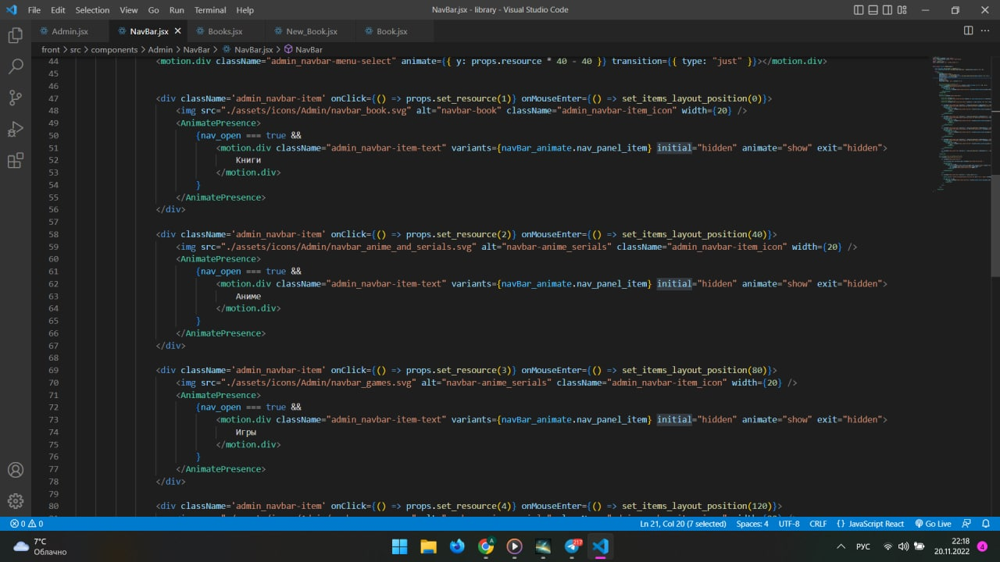 File Edit Selection View Go Run Terminal Help NavBar.jsx - library - Visual Studio Code
Admin.jsx NavBar.jsx Books.jsx New_Book.jsx Book.jsx
front > src > components > Admin > NavBar > NavBar.jsx > NavBar
44 <motion.div className="admin_navbar-menu-select" animate={{ y: props.resource * 40 - 40 }} transition={{ type: "just" }}></motion.div>
45
46
47 <div className='admin_navbar-item' onClick={() => props.set_resource(1)} onMouseEnter={() => set_items_layout_position(0)}>
48 <img src="./assets/icons/Admin/navbar_book.svg" alt="navbar-book" className="admin_navbar-item_icon" width={20} />
49 <AnimatePresence>
50 {nav_open === true &&
51 <motion.div className="admin_navbar-item-text" variants={navBar_animate.nav_panel_item} initial="hidden" animate="show" exit="hidden">
52 Книги
53 </motion.div>
54 }
55 </AnimatePresence>
56 </div>
57
58 <div className='admin_navbar-item' onClick={() => props.set_resource(2)} onMouseEnter={() => set_items_layout_position(40)}>
59 <img src="./assets/icons/Admin/navbar_anime_and_serials.svg" alt="navbar-anime_serials" className="admin_navbar-item_icon" width={20} />
60 <AnimatePresence>
61 {nav_open === true &&
62 <motion.div className="admin_navbar-item-text" variants={navBar_animate.nav_panel_item} initial="hidden" animate="show" exit="hidden">
63 Аниме
64 </motion.div>
65 }
66 </AnimatePresence>
67 </div>
68
69 <div className='admin_navbar-item' onClick={() => props.set_resource(3)} onMouseEnter={() => set_items_layout_position(80)}>
70 <img src="./assets/icons/Admin/navbar_games.svg" alt="navbar-anime_serials" className="admin_navbar-item_icon" width={20} />
71 <AnimatePresence>
72 {nav_open === true &&
73 <motion.div className="admin_navbar-item-text" variants={navBar_animate.nav_panel_item} initial="hidden" animate="show" exit="hidden">
74 Игры
75 </motion.div>
76 }
77 </AnimatePresence>
78 </div>
79
80 <div className='admin_navbar-item' onClick={() => props.set_resource(4)} onMouseEnter={() => set_items_layout_position(120)}>
0 0 Ln 21, Col 20 (7 selected) Spaces: 4 UTF-8 CRLF {} JavaScript React Go Live
7°C
Облачно
217
РУС
22:18
20.11.2022
4